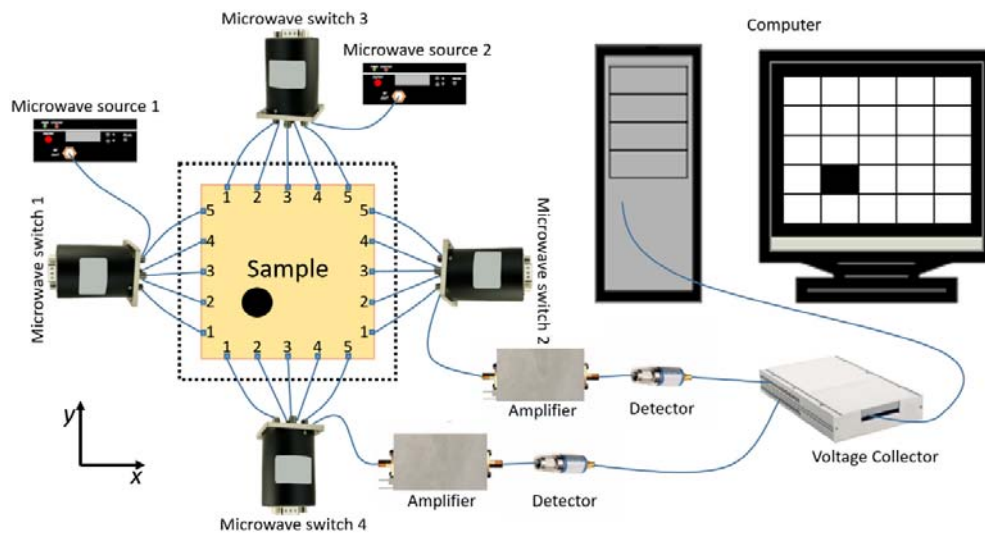 Microwave switch 3
Computer
Microwave source 2
Microwave source 1
Microwave switch 1
Microwave switch 2
1 2 3 4 5
5
4
3
2
1
Sample
5
4
3
2
1
1 2 3 4 5
Amplifier
Detector
Amplifier
Detector
Voltage Collector
y
x
Microwave switch 4